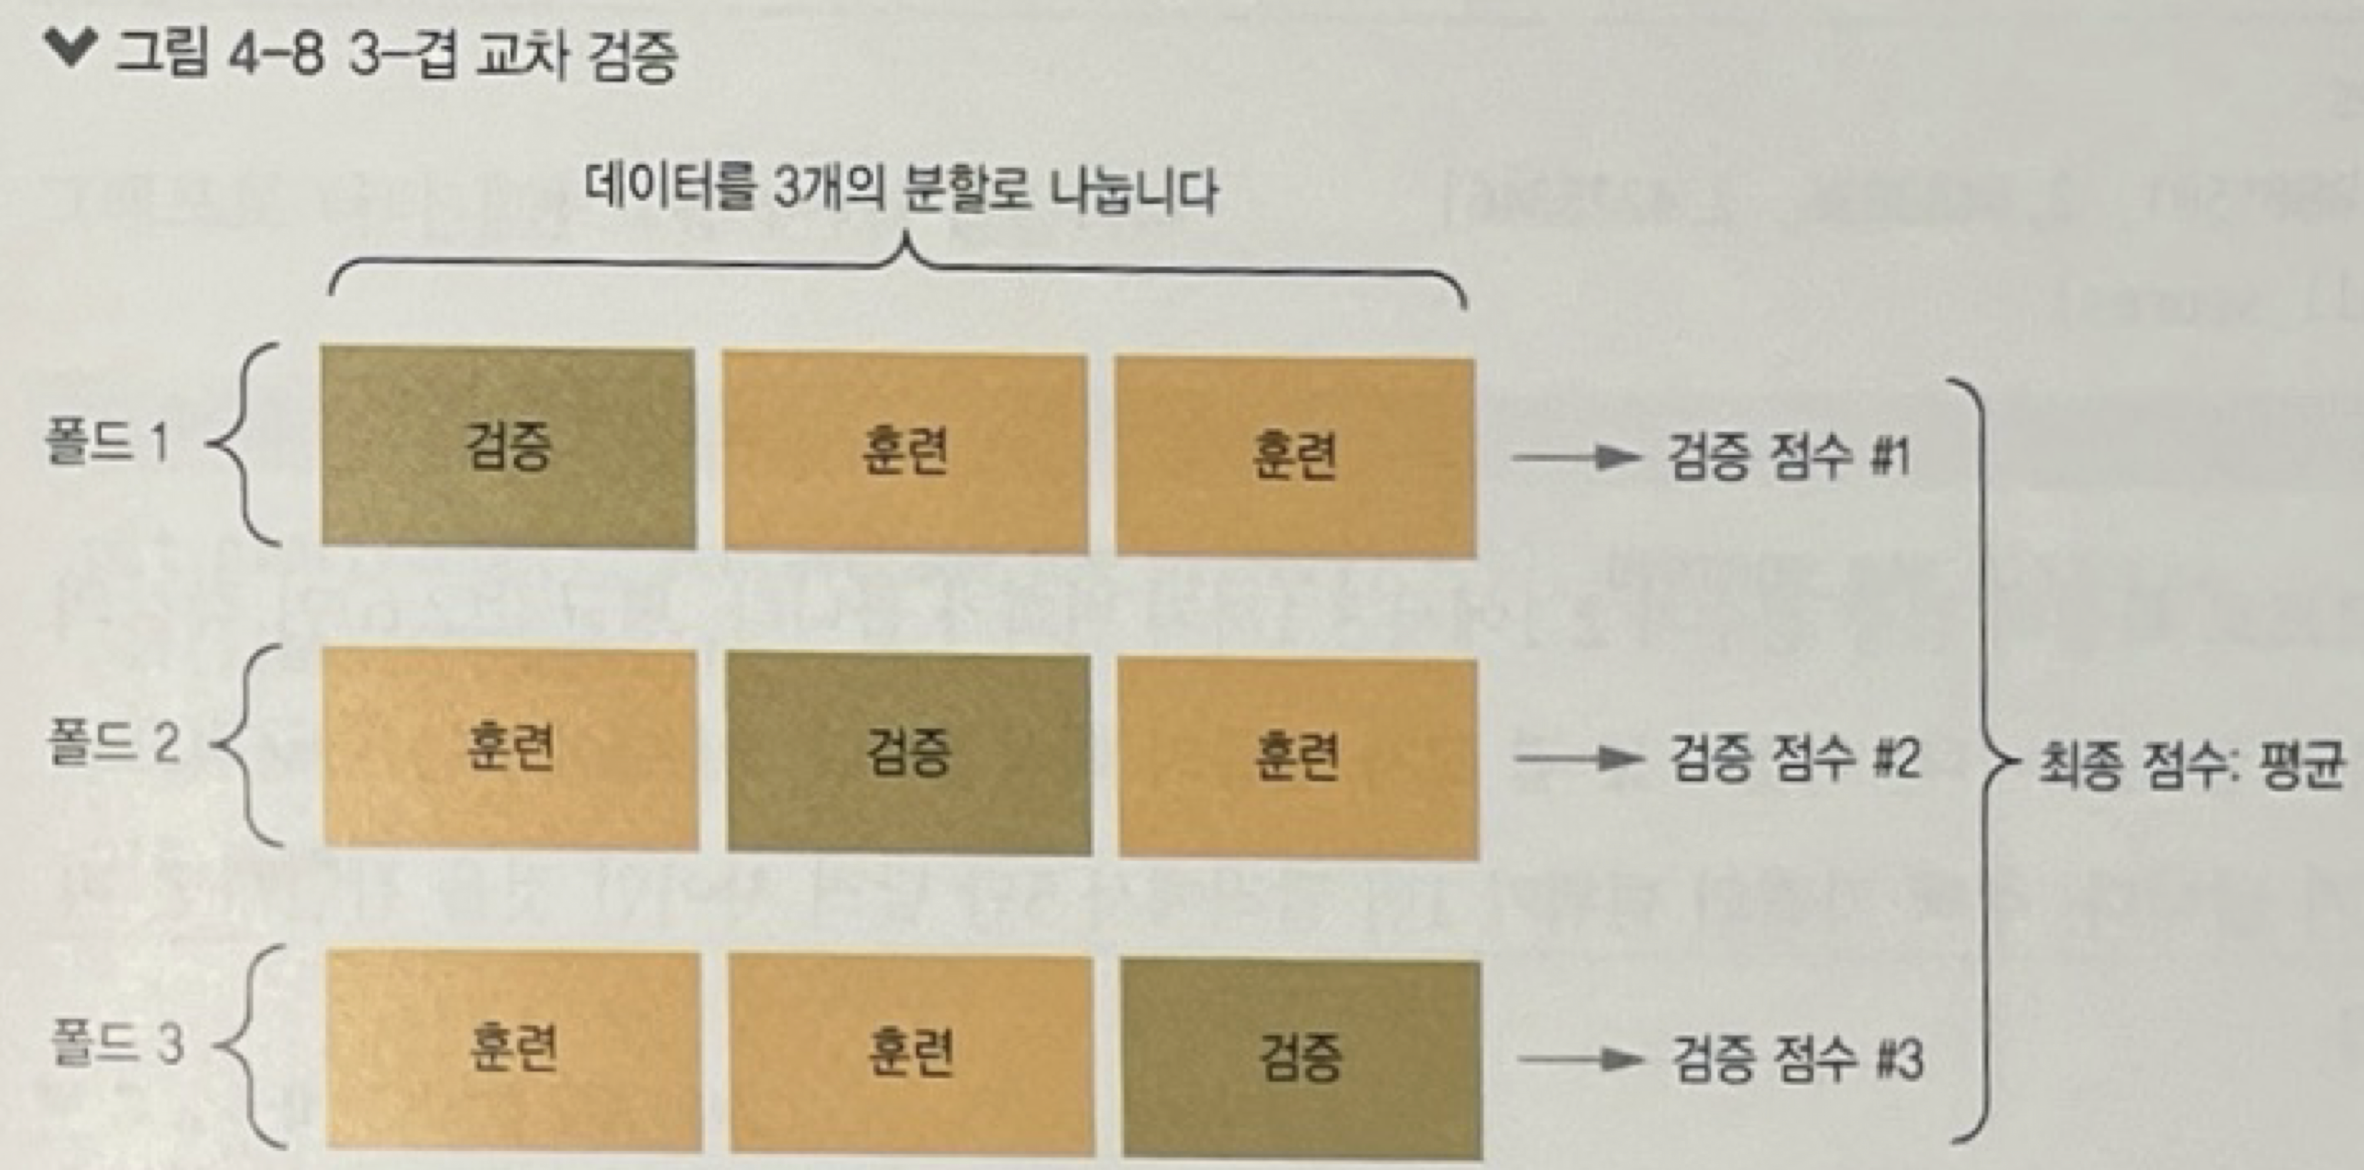 그림 4-8 3-겹 교차 검증
데이터를 3개의 분할로 나눕니다
폴드 1 검증 훈련 훈련 검증 점수 #1
폴드 2 훈련 검증 훈련 검증 점수 #2
최종 점수: 평균
폴드 3 훈련 훈련 검증 검증 점수 #3